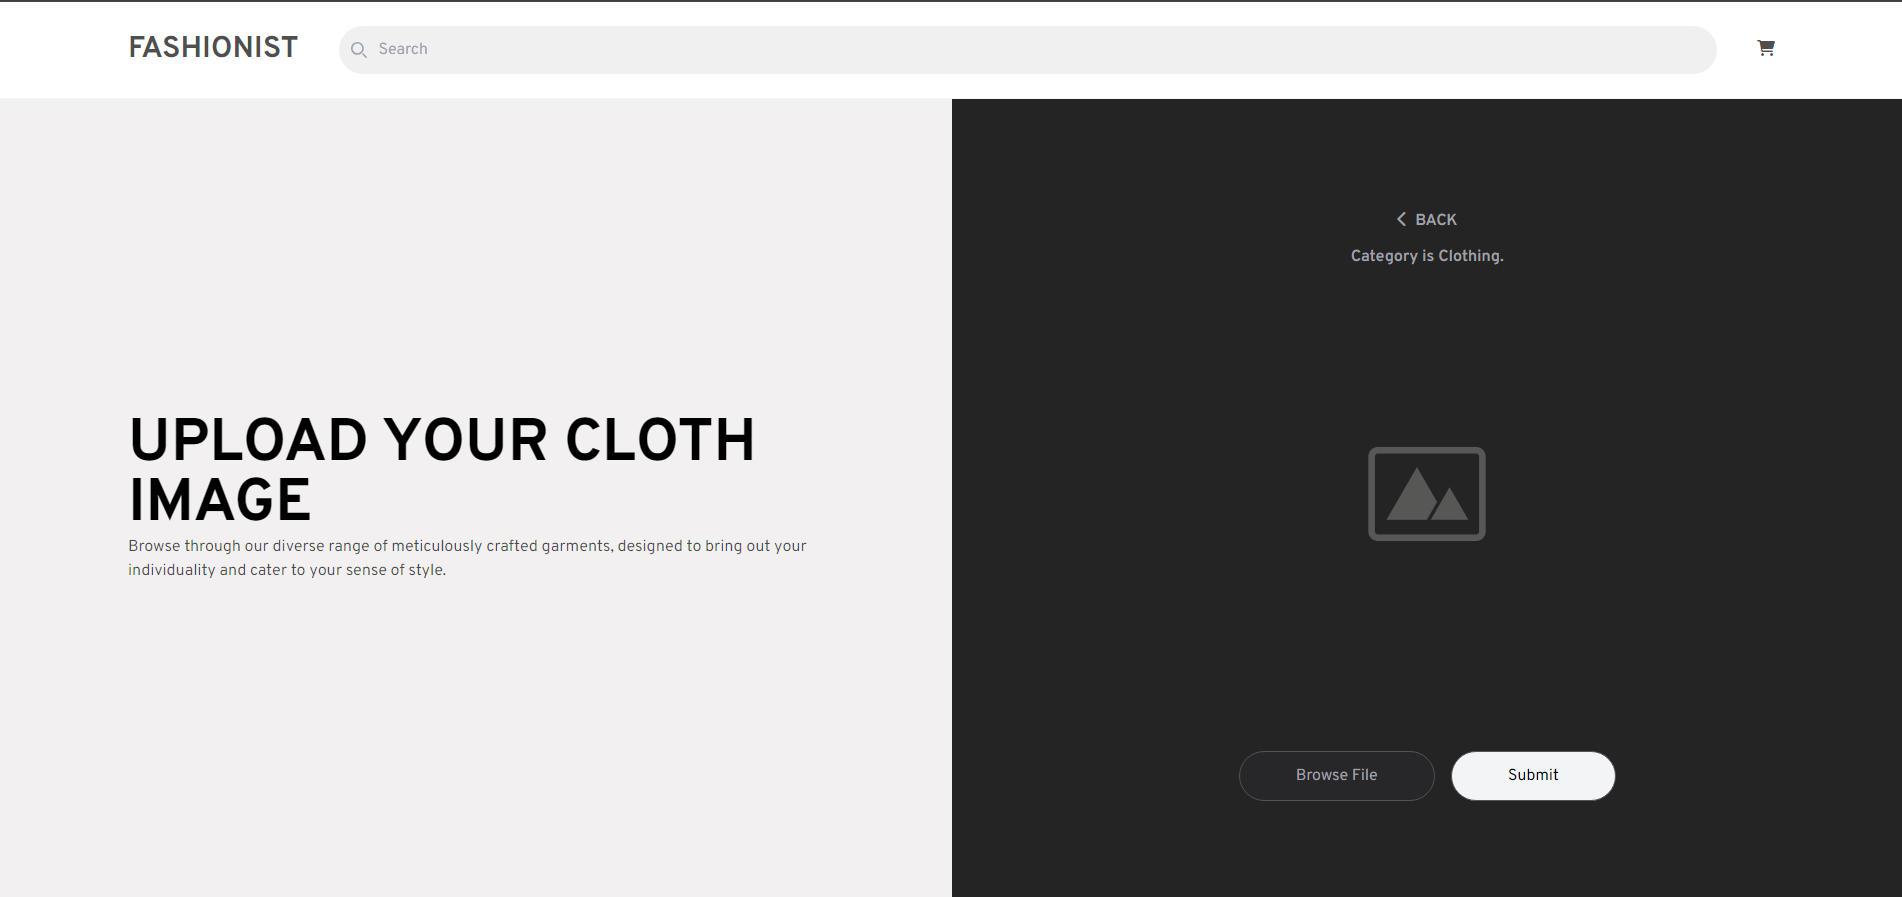 FASHIONIST
Search
UPLOAD YOUR CLOTH
IMAGE
Browse through our diverse range of meticulously crafted garments, designed to bring out your
individuality and cater to your sense of style.
BACK
Category is Clothing.
Browse File
Submit